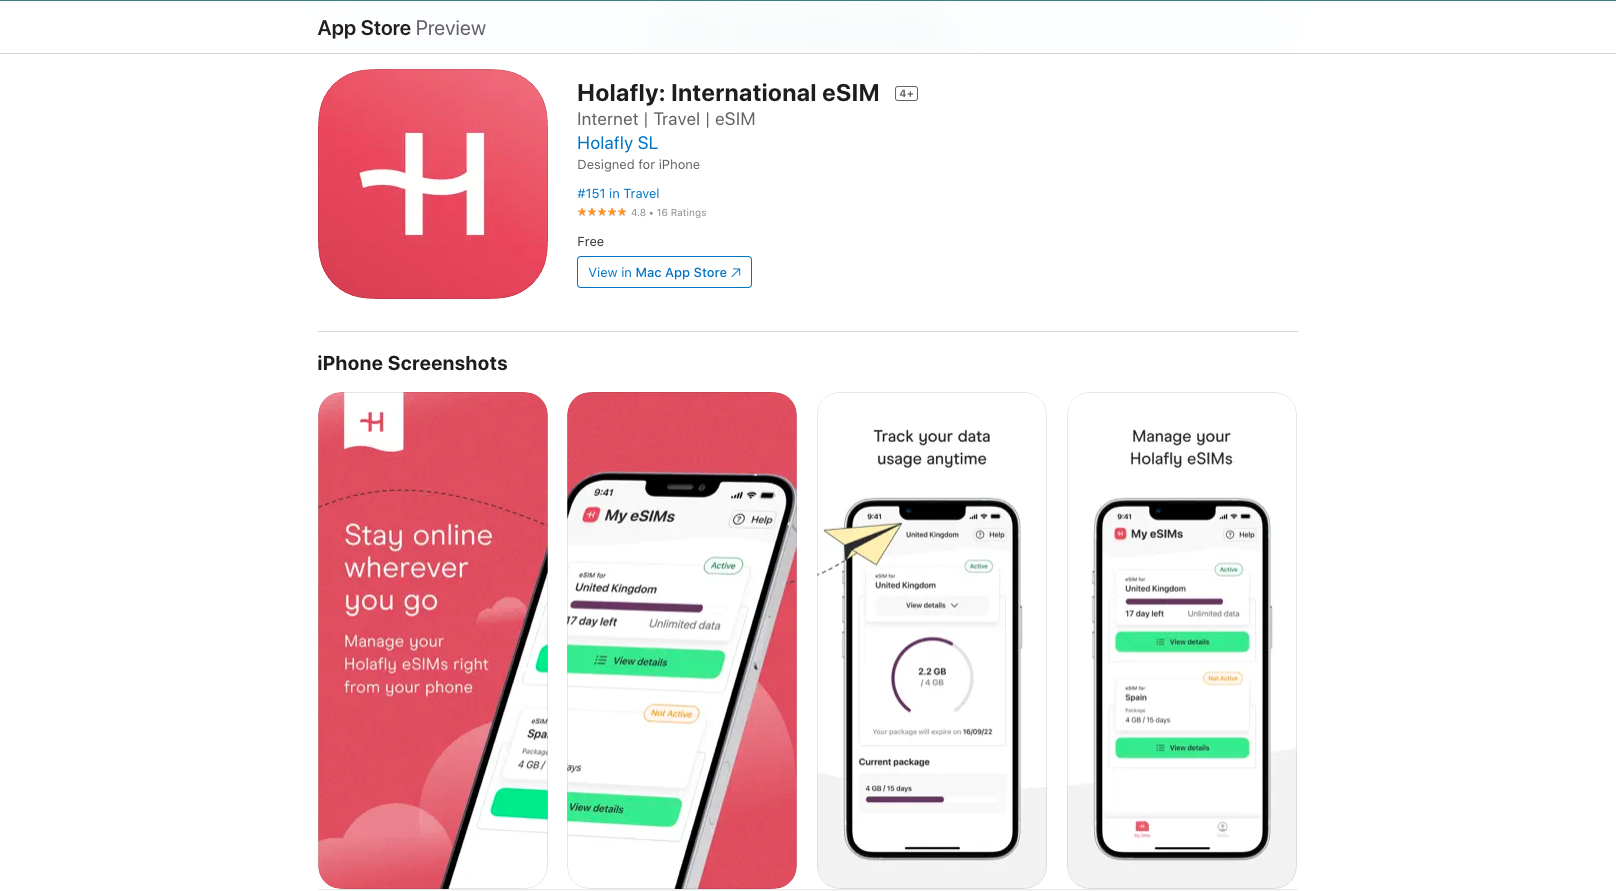 App Store Preview
Holafly: International eSIM 4+
Internet | Travel | eSIM
Holafly SL
Designed for iPhone
#151 in Travel
4.8 • 16 Ratings
Free
View in Mac App Store
iPhone Screenshots
Stay online
wherever
you go
Manage your
Holafly eSIMs right
from your phone
eSIM
Spa
Package
4 GB /
9:41
My eSIMs
Help
Active
eSIM for
United Kingdom
17 day left
Unlimited data
View details
Not Active
ays
View details
Track your data
usage anytime
9:41
United Kingdom
Help
Active
eSIM for
United Kingdom
View details
2.2 GB
/ 4 GB
Your package will expire on 16/09/22
Current package
4 GB / 15 days
Manage your
Holafly eSIMs
9:41
My eSIMs
Help
Active
eSIM for
United Kingdom
17 day left
Unlimited data
View details
Not Active
eSIM for
Spain
Package
4 GB / 15 days
View details